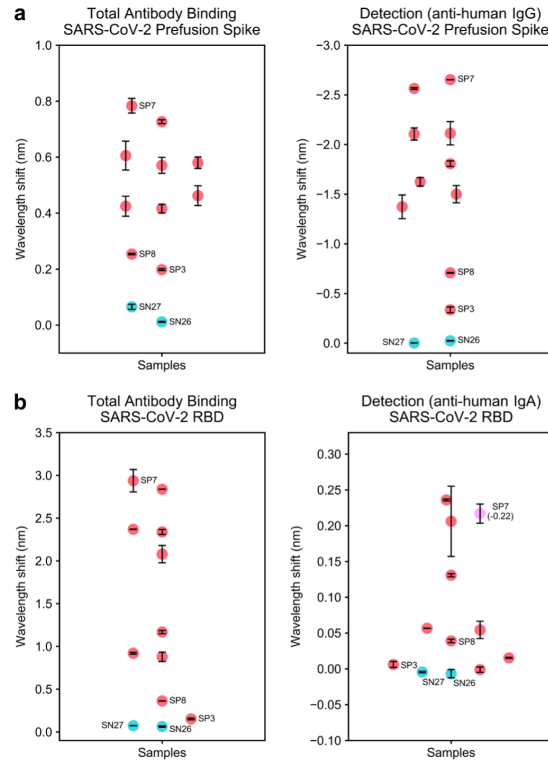 a
Total Antibody Binding
SARS-CoV-2 Prefusion Spike
Wavelength shift (nm)
1.0
0.8
0.6
0.4
0.2
0.0
SP7
SP8
SP3
SN27
SN26
Samples
Detection (anti-human IgG)
SARS-CoV-2 Prefusion Spike
Wavelength shift (nm)
−3.0
−2.5
−2.0
−1.5
−1.0
−0.5
0.0
SP7
SP8
SP3
SN27
SN26
Samples
b
Total Antibody Binding
SARS-CoV-2 RBD
Wavelength shift (nm)
3.5
3.0
2.5
2.0
1.5
1.0
0.5
0.0
SP7
SP8
SP3
SN27
SN26
Samples
Detection (anti-human IgA)
SARS-CoV-2 RBD
Wavelength shift (nm)
0.30
0.25
0.20
0.15
0.10
0.05
0.00
−0.05
−0.10
SP7
(-0.22)
SP8
SP3
SN27
SN26
Samples